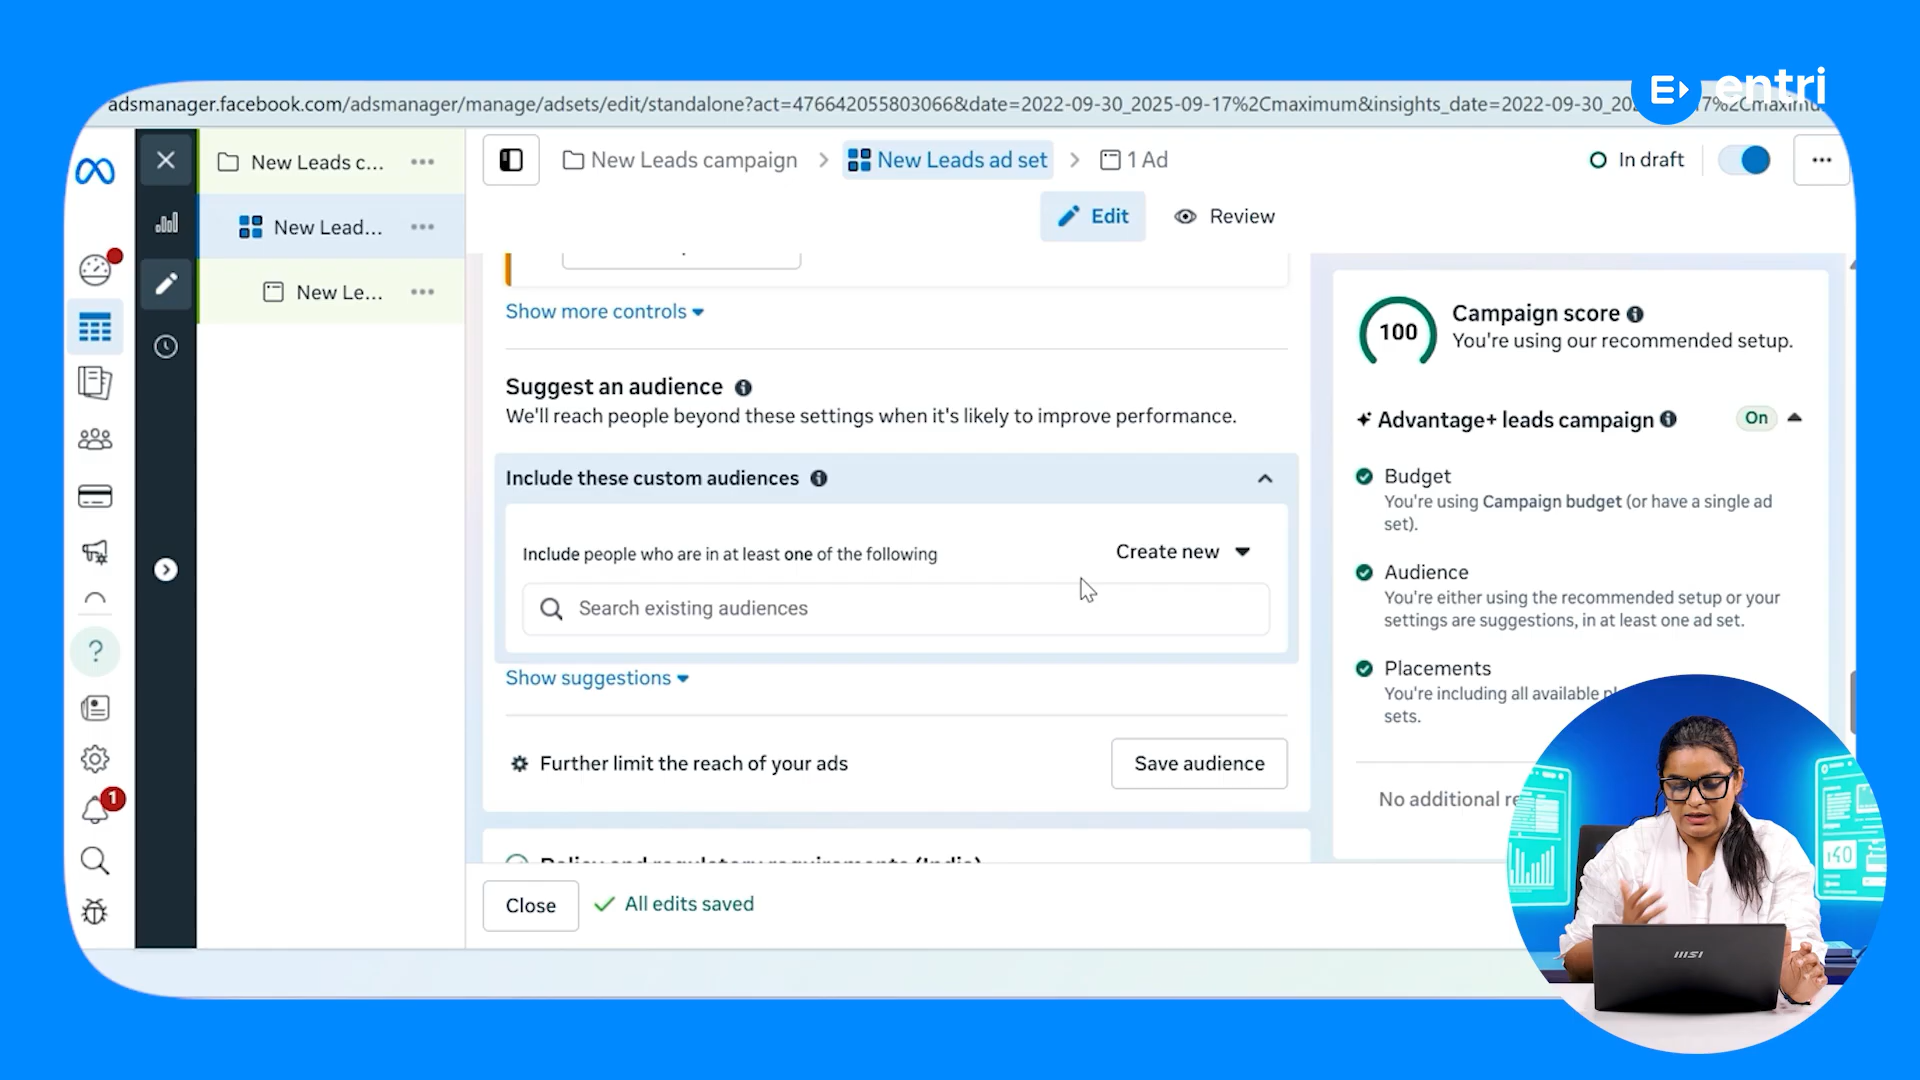 entri
adsmanager.facebook.com/adsmanager/manage/adsets/edit/standalone?act=476642055803066&date=2022-09-30_2025-09-17%2Cmaximum&insights_date=2022-09-30_20
New Leads c...
New Leads campaign
New Leads ad set
1 Ad
In draft
New Lead...
Edit
Review
New Le...
Show more controls
100
Campaign score
You're using our recommended setup.
Suggest an audience
We'll reach people beyond these settings when it's likely to improve performance.
Advantage+ leads campaign
On
Include these custom audiences
Budget
You're using Campaign budget (or have a single ad
set).
Include people who are in at least one of the following
Create new
Search existing audiences
Audience
You're either using the recommended setup or your
settings are suggestions, in at least one ad set.
Show suggestions
Placements
You're including all available
sets.
Further limit the reach of your ads
Save audience
No additional
Policy and regulatory requirements (India)
Close
All edits saved
1
msi